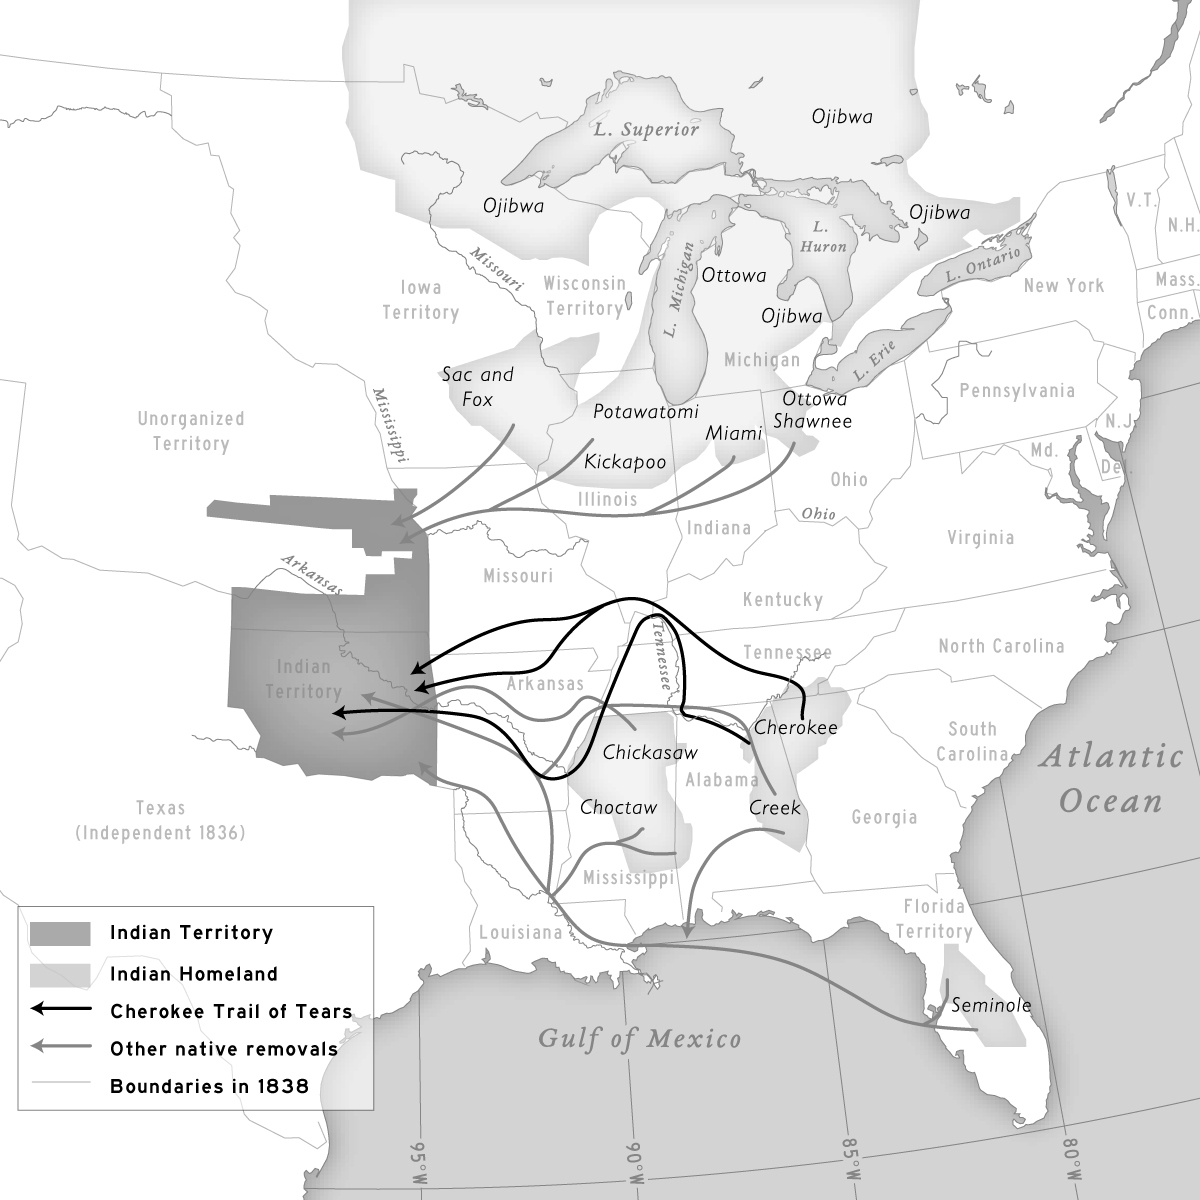 Ojibwa
L. Superior
Ojibwa
Ojibwa
V.T.
N.H.
L.
Huron
L. Michigan
Missouri
Ottowa
L. Ontario
Mass.
Conn.
New York
Iowa
Territory
Wisconsin
Territory
Ojibwa
Michigan
L. Erie
Sac and
Fox
Pennsylvania
Ottowa
Shawnee
Potawatomi
Miami
N.J.
Mississippi
Unorganized
Territory
Kickapoo
Md.
Del.
Ohio
Illinois
Indiana
Ohio
Virginia
Arkansas
Missouri
Kentucky
Tennessee
Tennessee
North Carolina
Indian
Territory
Arkansas
Cherokee
South
Carolina
Chickasaw
Alabama
Atlantic
Ocean
Choctaw
Creek
Georgia
Texas
(Independent 1836)
Mississippi
Florida
Territory
Louisiana
Seminole
Gulf of Mexico
Indian Territory
Indian Homeland
Cherokee Trail of Tears
Other native removals
Boundaries in 1838
95°W
90°W
85°W
80°W